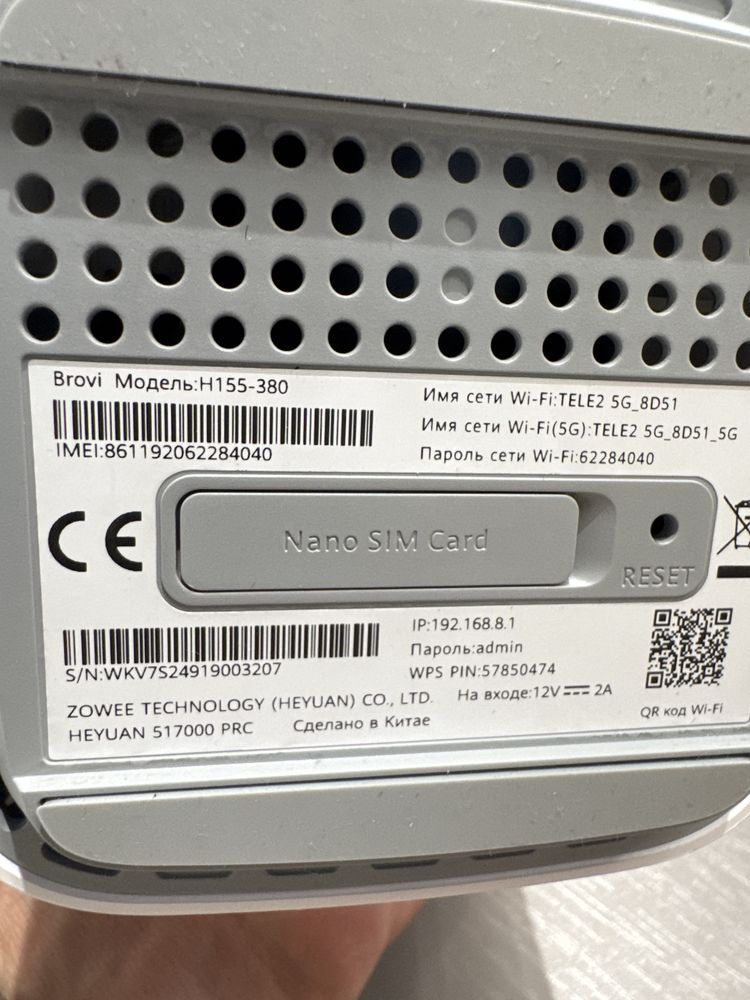 Brovi Модель:H155-380
IMEI:861192062284040
Имя сети Wi-Fi:TELE2 5G_8D51
Имя сети Wi-Fi(5G):TELE2 5G_8D51_5G
Пароль сети Wi-Fi:62284040
CE
Nano SIM Card
RESET
S/N:WKV7S24919003207
IP:192.168.8.1
Пароль:admin
WPS PIN:57850474
ZOWEE TECHNOLOGY (HEYUAN) CO., LTD.
На входе:12V 2A
HEYUAN 517000 PRC
Сделано в Китае
QR код Wi-Fi